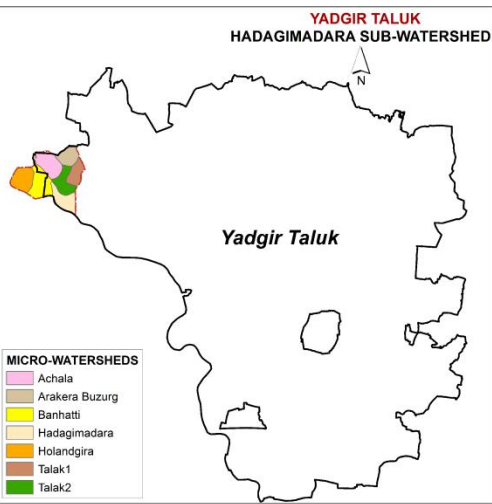 YADGIR TALUK
HADAGIMADARA SUB-WATERSHED
N
Yadgir Taluk
MICRO-WATERSHEDS
Achala
Arakera Buzurg
Banhatti
Hadagimadara
Holandgira
Talak1
Talak2